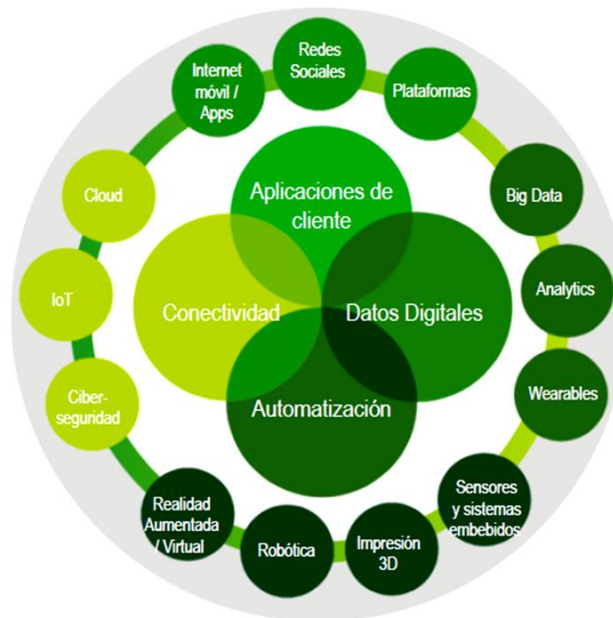 Redes
Sociales
Internet
móvil /
Apps
Plataformas
Cloud
Big Data
IoT
Analytics
Ciber-
seguridad
Wearables
Realidad
Aumentada
/ Virtual
Robótica
Impresión
3D
Sensores
y sistemas
embebidos
Aplicaciones de
cliente
Conectividad
Datos Digitales
Automatización